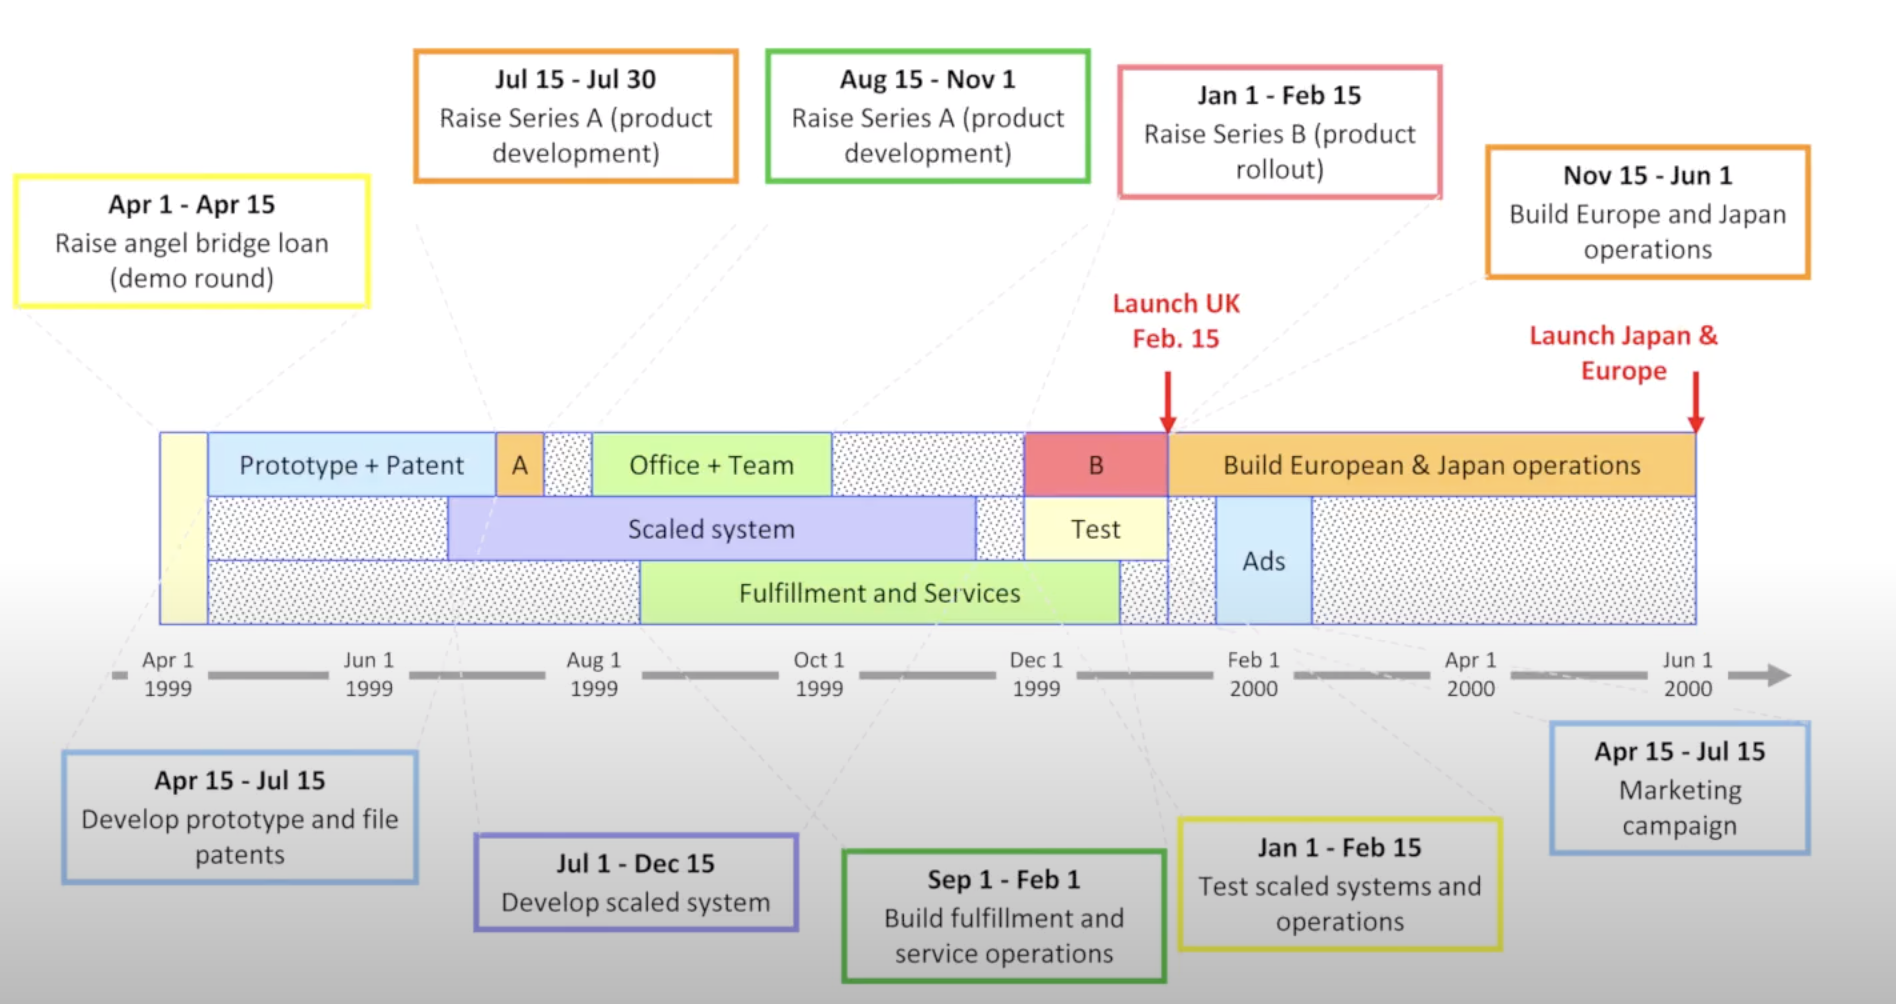 Jul 15 - Jul 30
Raise Series A (product
development)
Aug 15 - Nov 1
Raise Series A (product
development)
Jan 1 - Feb 15
Raise Series B (product
rollout)
Nov 15 - Jun 1
Build Europe and Japan
operations
Apr 1 - Apr 15
Raise angel bridge loan
(demo round)
Launch UK
Feb. 15
Launch Japan &
Europe
Prototype + Patent
A
Office + Team
B
Build European & Japan operations
Scaled system
Test
Ads
Fulfillment and Services
Apr 1
1999
Jun 1
1999
Aug 1
1999
Oct 1
1999
Dec 1
1999
Feb 1
2000
Apr 1
2000
Jun 1
2000
Apr 15 - Jul 15
Develop prototype and file
patents
Jul 1 - Dec 15
Develop scaled system
Sep 1 - Feb 1
Build fulfillment and
service operations
Jan 1 - Feb 15
Test scaled systems and
operations
Apr 15 - Jul 15
Marketing
campaign